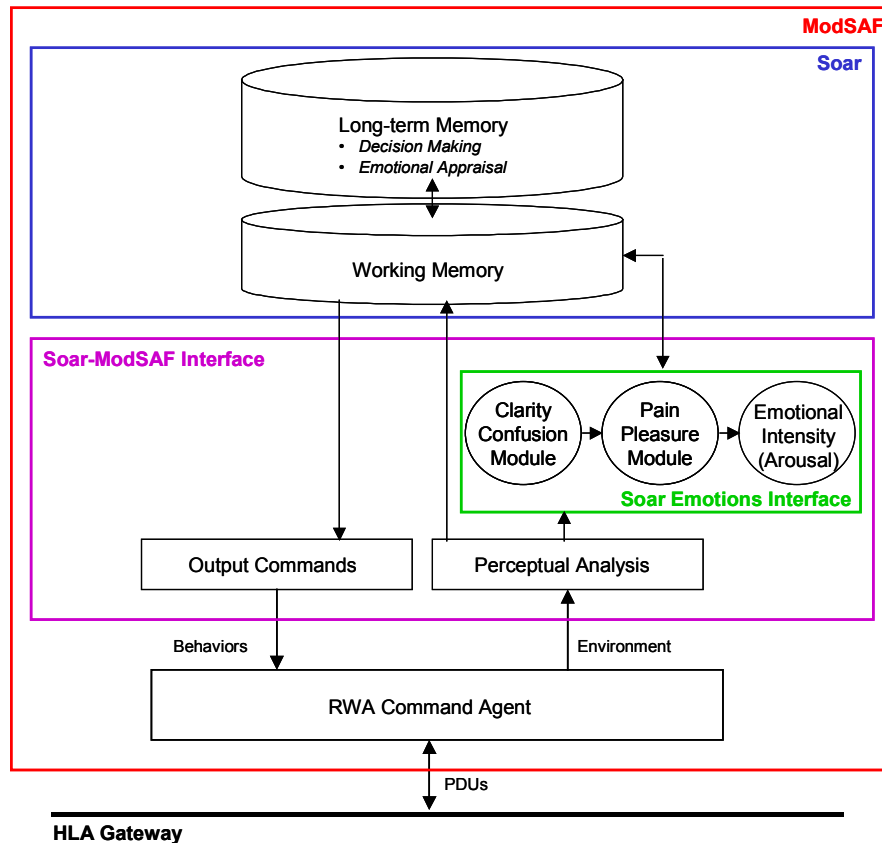 ModSAF
Soar
Long-term Memory
• Decision Making
• Emotional Appraisal
Working Memory
Soar-ModSAF Interface
Clarity
Confusion
Module
Pain
Pleasure
Module
Emotional
Intensity
(Arousal)
Soar Emotions Interface
Output Commands
Perceptual Analysis
Behaviors
Environment
RWA Command Agent
PDUs
HLA Gateway